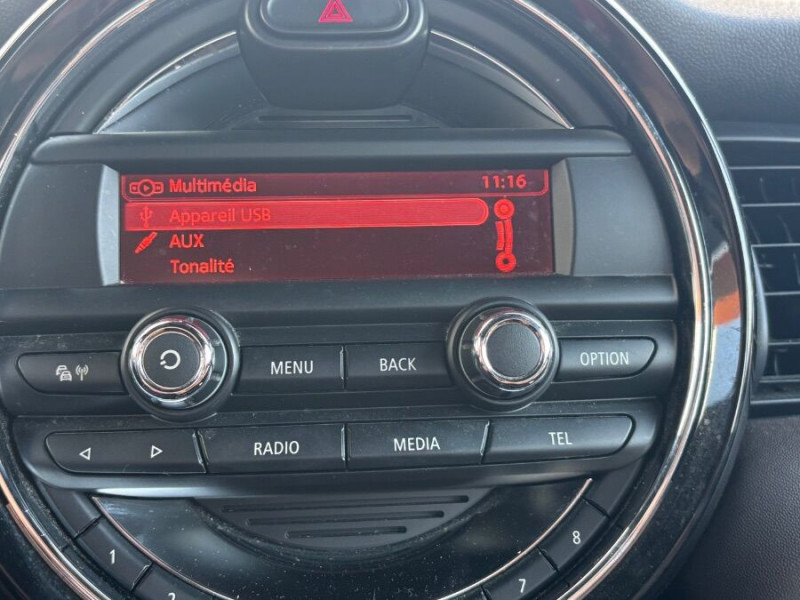 Multimédia 11:16
Appareil USB
AUX
Tonalité
MENU BACK OPTION
RADIO MEDIA TEL
1 8
2 7